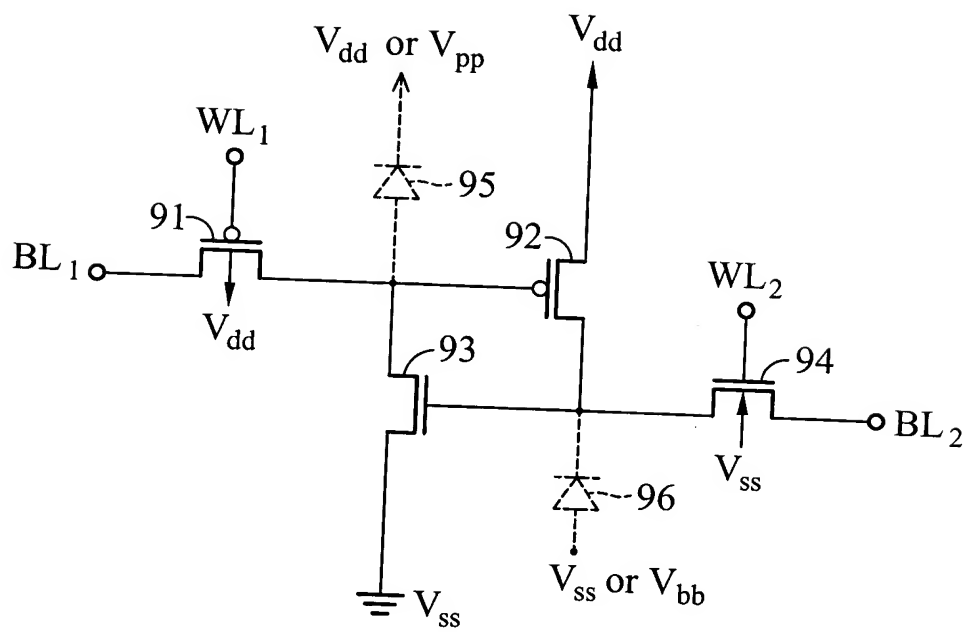 V_dd or V_pp
V_dd
WL_1
95
91
92
BL_1
WL_2
V_dd
93
94
BL_2
V_ss
96
V_ss or V_bb
V_ss